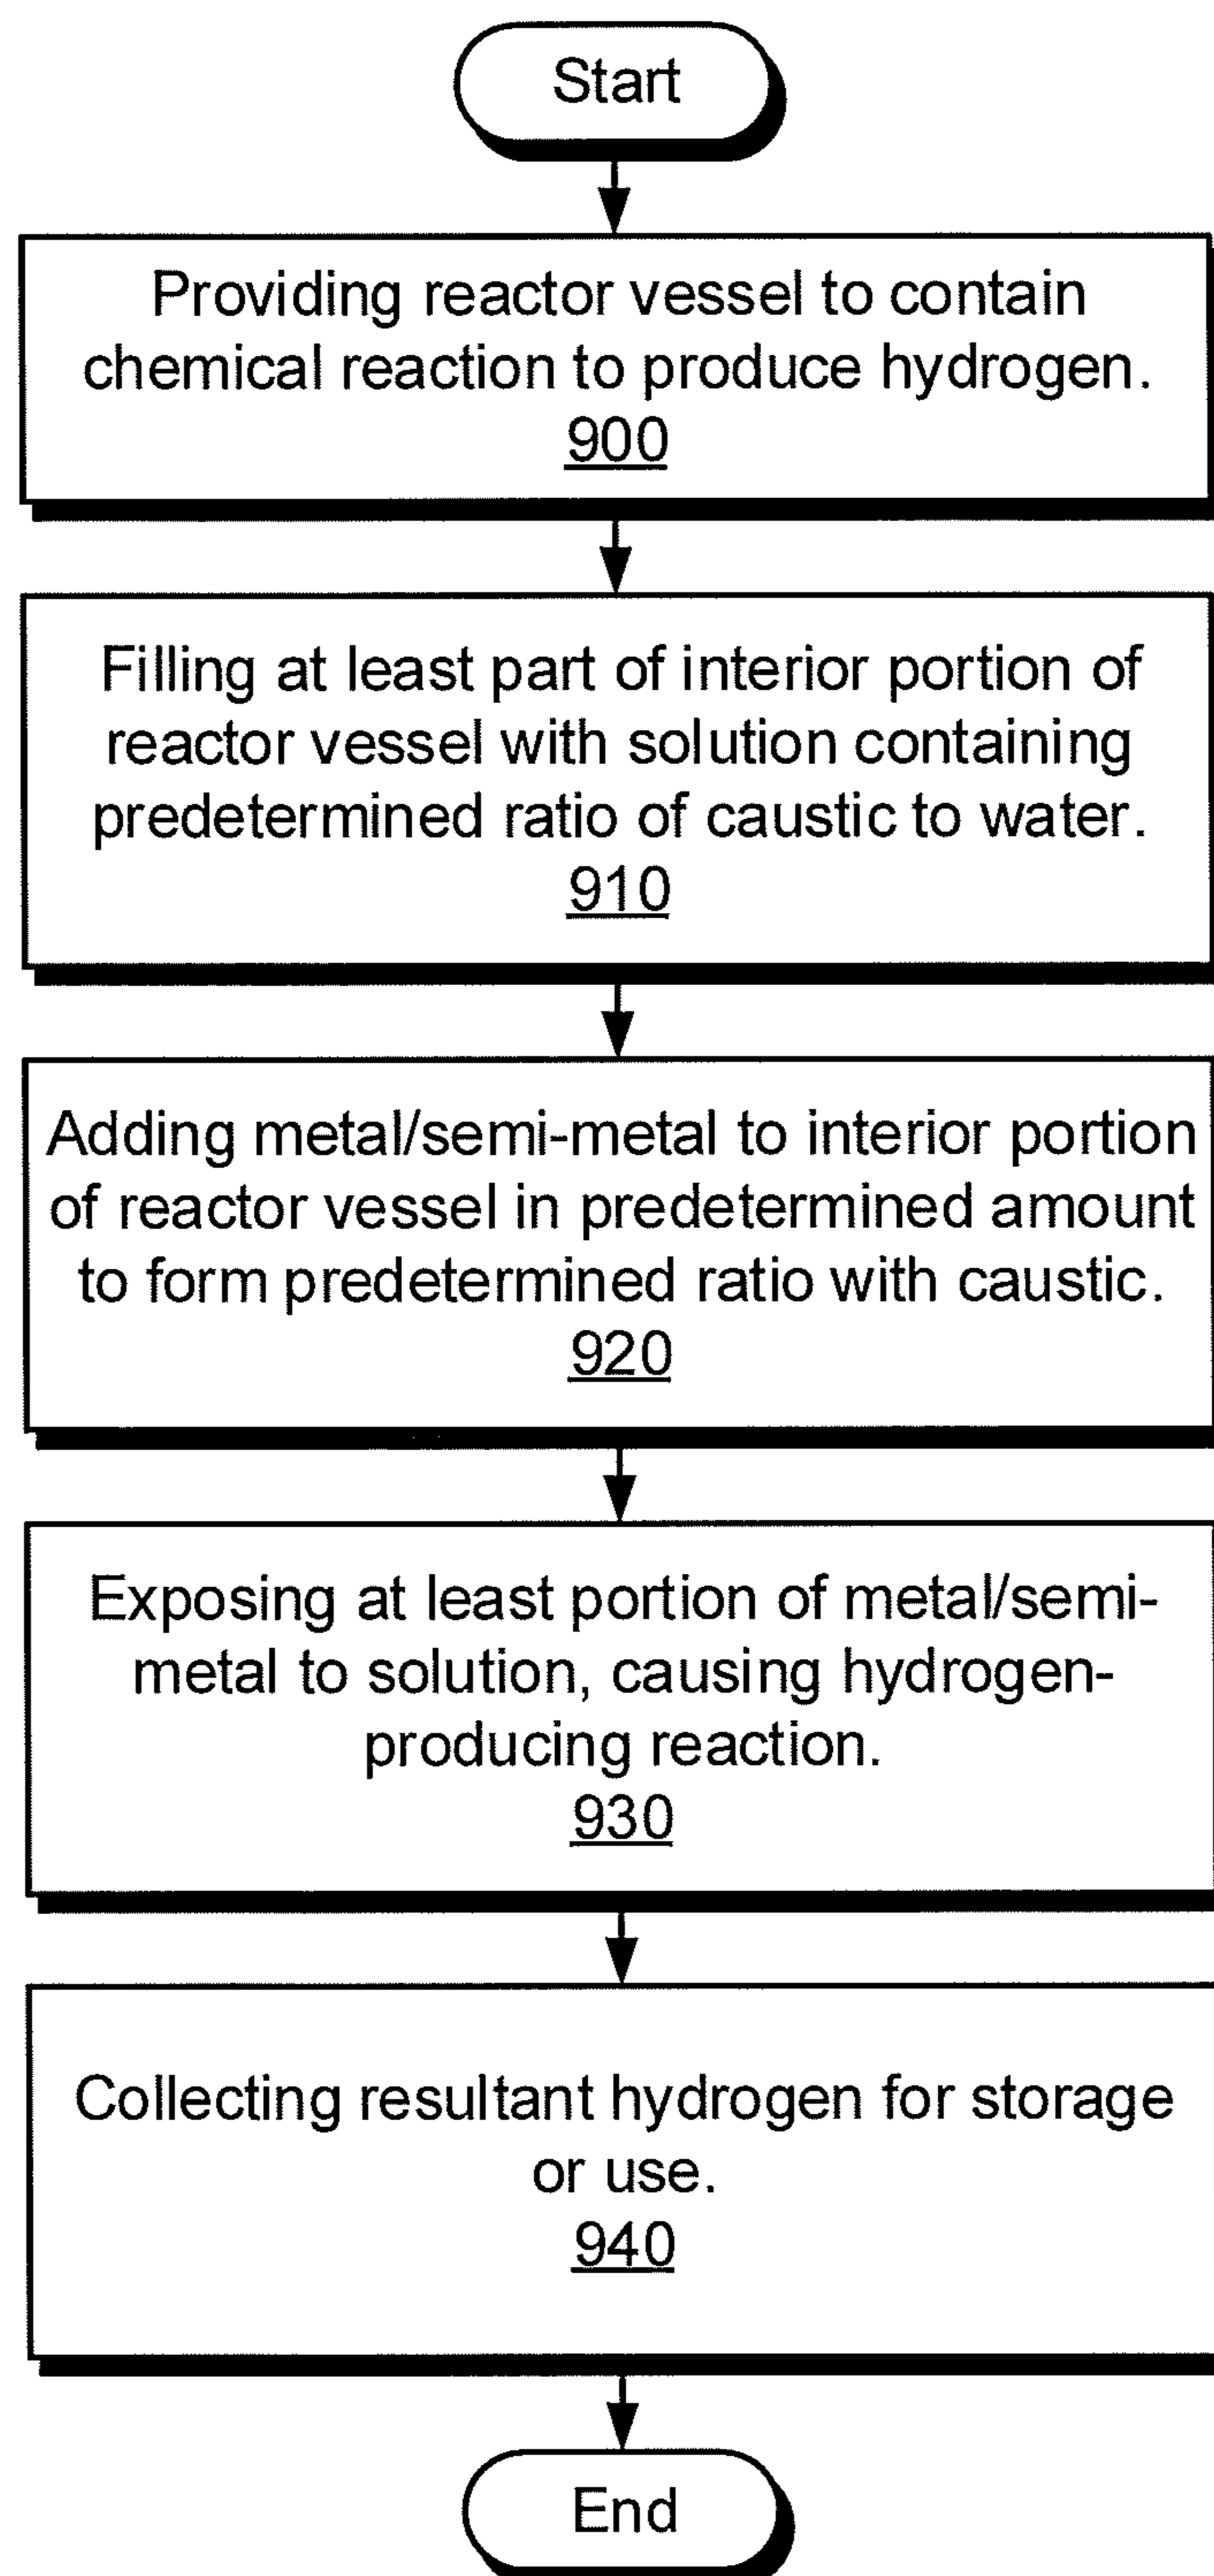 Start
Providing reactor vessel to contain
chemical reaction to produce hydrogen.
900
Filling at least part of interior portion of
reactor vessel with solution containing
predetermined ratio of caustic to water.
910
Adding metal/semi-metal to interior portion
of reactor vessel in predetermined amount
to form predetermined ratio with caustic.
920
Exposing at least portion of metal/semi-
metal to solution, causing hydrogen-
producing reaction.
930
Collecting resultant hydrogen for storage
or use.
940
End